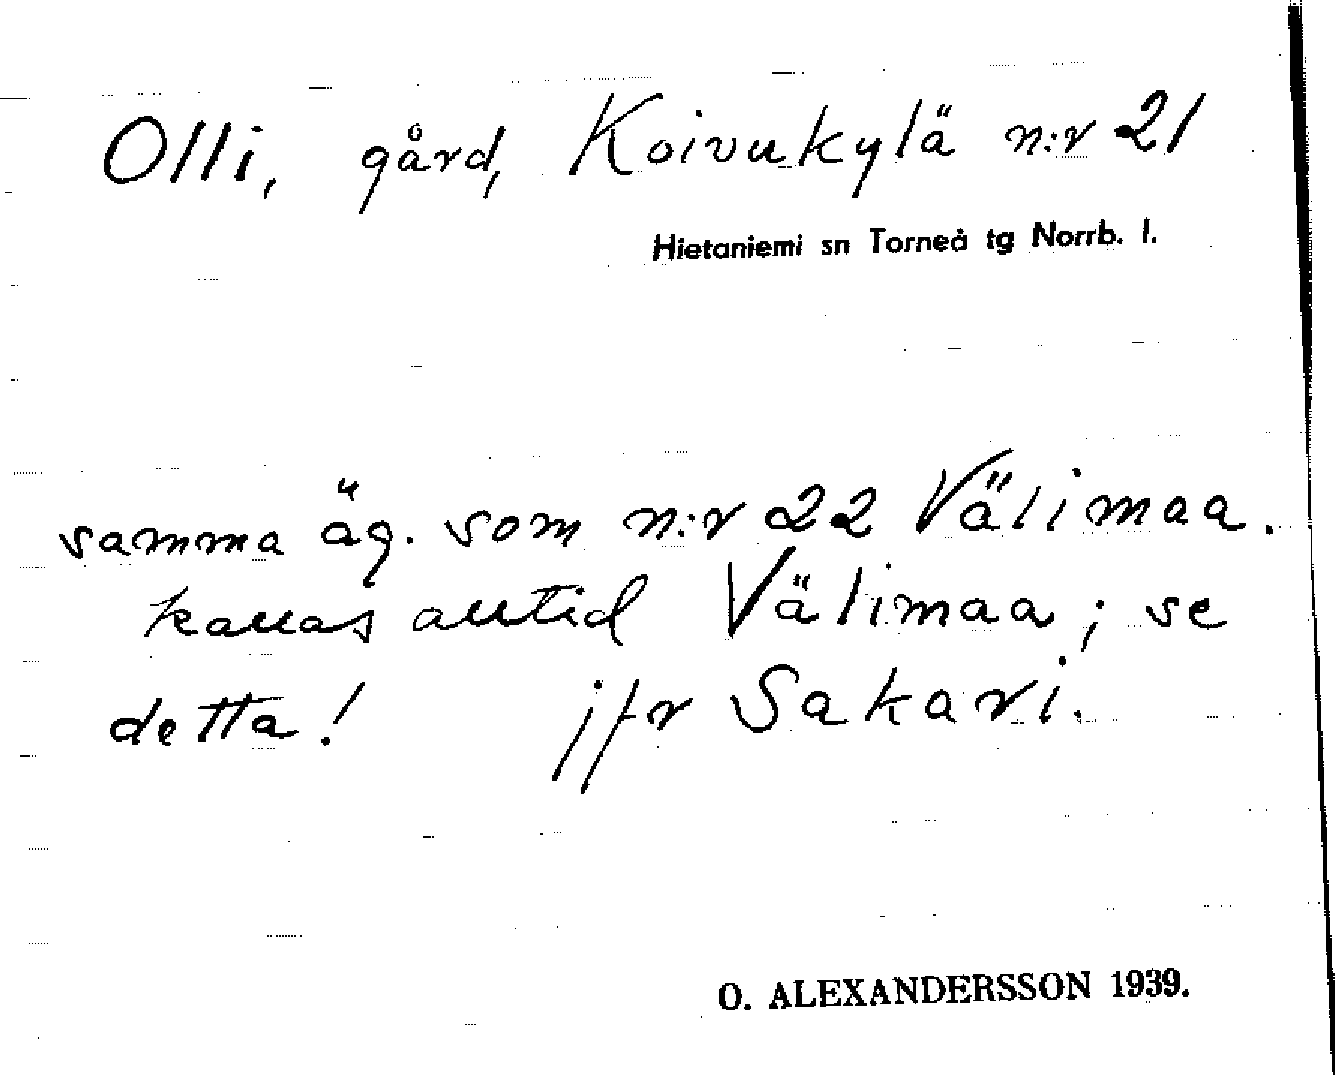 Olli, gård, Koivukylä n:r 21
Hietaniemi sn Torneå tg Norrb. l.
samma äg. som n:r 22 Välimaa.
kallas alltid Välimaa; se
detta! jfr Sakari.
O. ALEXANDERSSON 1939.